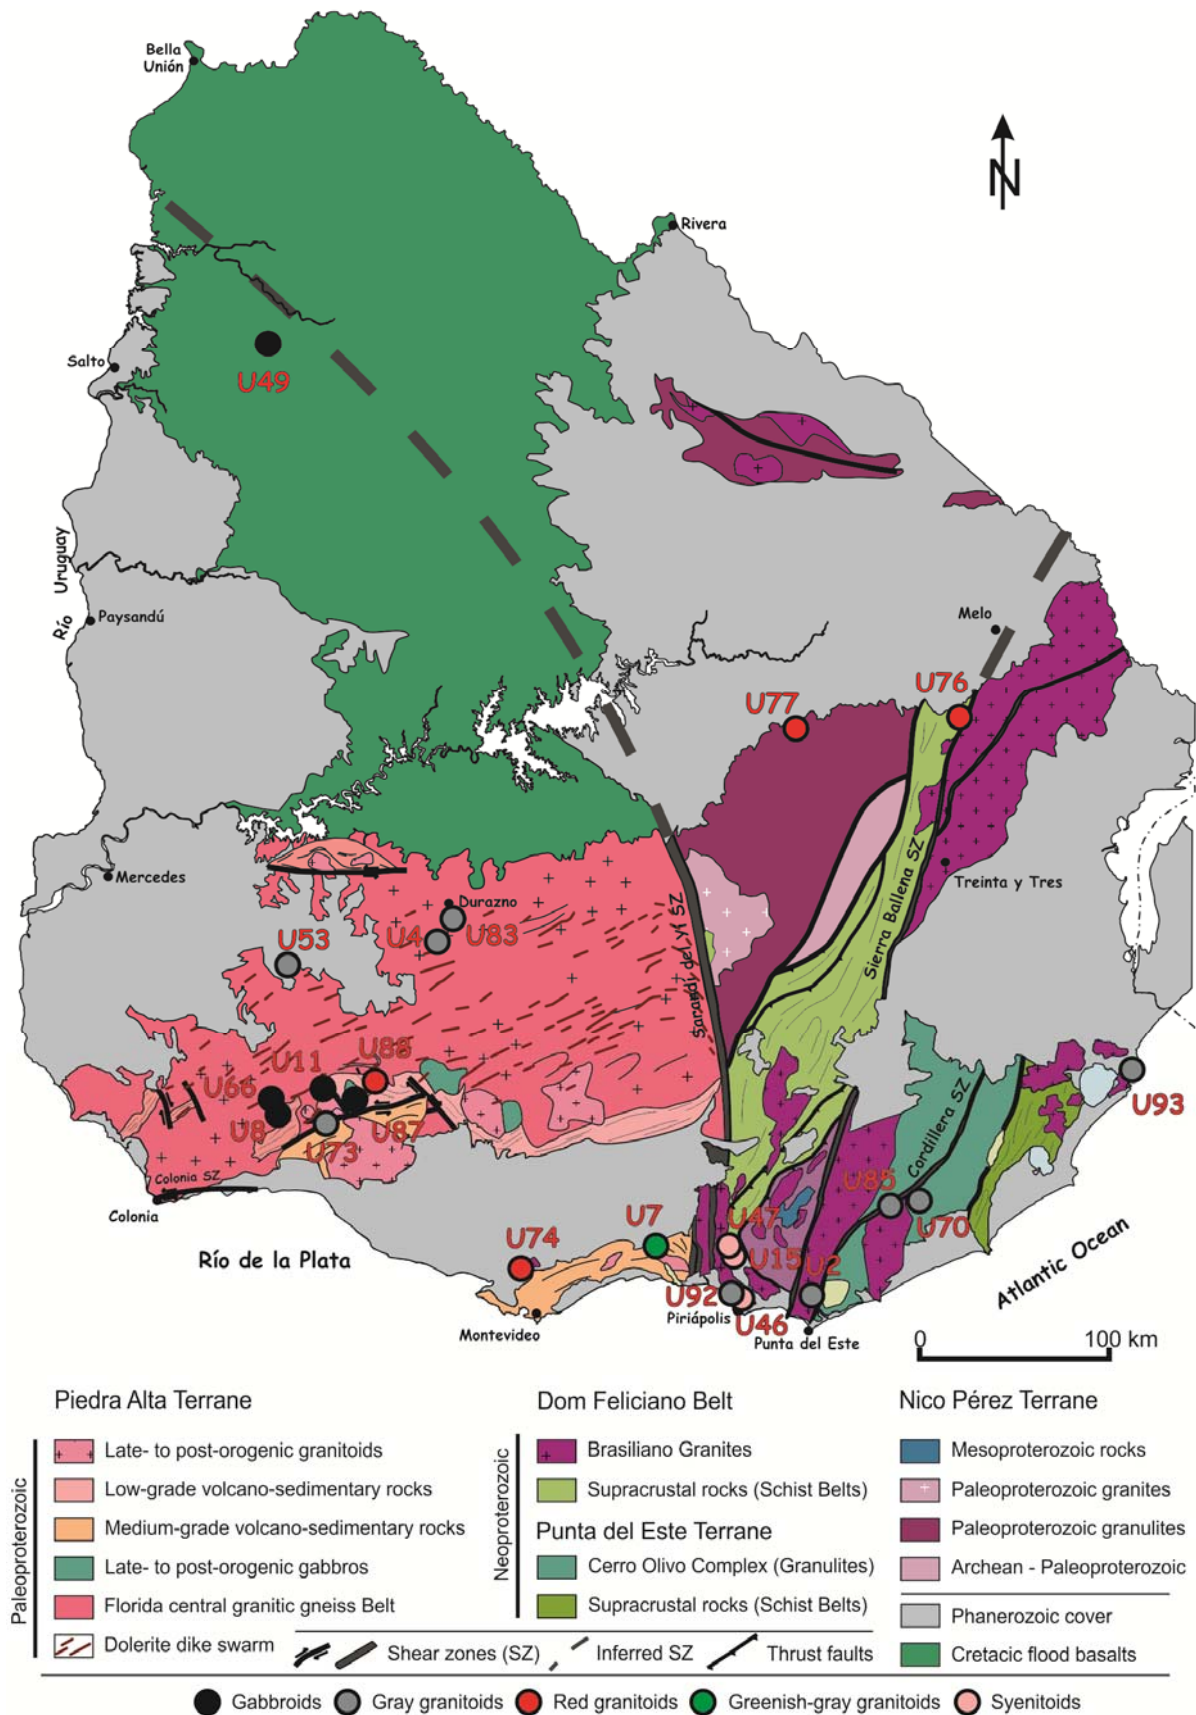 Bella
Unión
N
Rivera
Salto
U49
Río Uruguay
Paysandú
Melo
U76
U77
Mercedes
Durazno
Treinta y Tres
Sierra Ballena SZ
Sarandí del Yí SZ
U4
U83
U53
U88
U11
U66
U8
U73
U87
U93
Cordillera SZ
Colonia SZ
Colonia
U85
U70
U7
U47
U74
U15
U2
Río de la Plata
Atlantic Ocean
U92
Piriápolis
U46
Montevideo
Punta del Este
0 100 km
Piedra Alta Terrane
Paleoproterozoic
Late- to post-orogenic granitoids
Low-grade volcano-sedimentary rocks
Medium-grade volcano-sedimentary rocks
Late- to post-orogenic gabbros
Florida central granitic gneiss Belt
Dolerite dike swarm
Dom Feliciano Belt
Neoproterozoic
Brasiliano Granites
Supracrustal rocks (Schist Belts)
Punta del Este Terrane
Cerro Olivo Complex (Granulites)
Supracrustal rocks (Schist Belts)
Nico Pérez Terrane
Mesoproterozoic rocks
Paleoproterozoic granites
Paleoproterozoic granulites
Archean - Paleoproterozoic
Phanerozoic cover
Cretacic flood basalts
Shear zones (SZ)
Inferred SZ
Thrust faults
Gabbroids
Gray granitoids
Red granitoids
Greenish-gray granitoids
Syenitoids